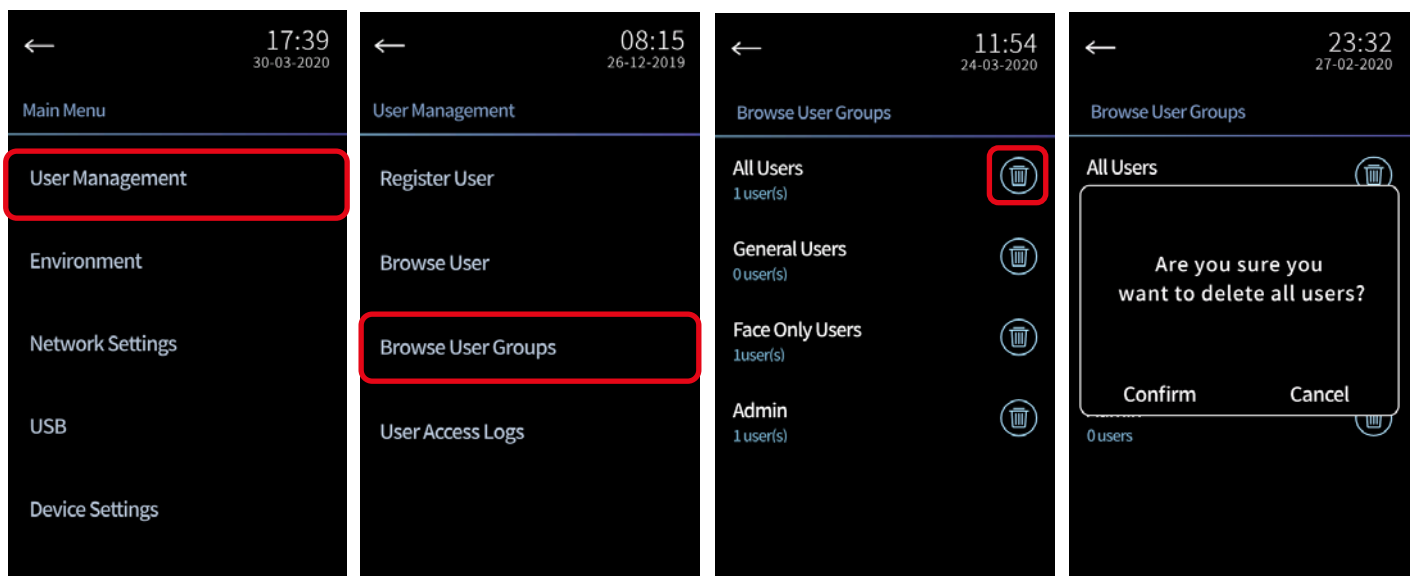 17:39
30-03-2020
Main Menu
User Management
Environment
Network Settings
USB
Device Settings
08:15
26-12-2019
User Management
Register User
Browse User
Browse User Groups
User Access Logs
11:54
24-03-2020
Browse User Groups
All Users
1 user(s)
General Users
0 user(s)
Face Only Users
1user(s)
Admin
1 user(s)
23:32
27-02-2020
Browse User Groups
All Users
Are you sure you
want to delete all users?
Confirm Cancel
0 users